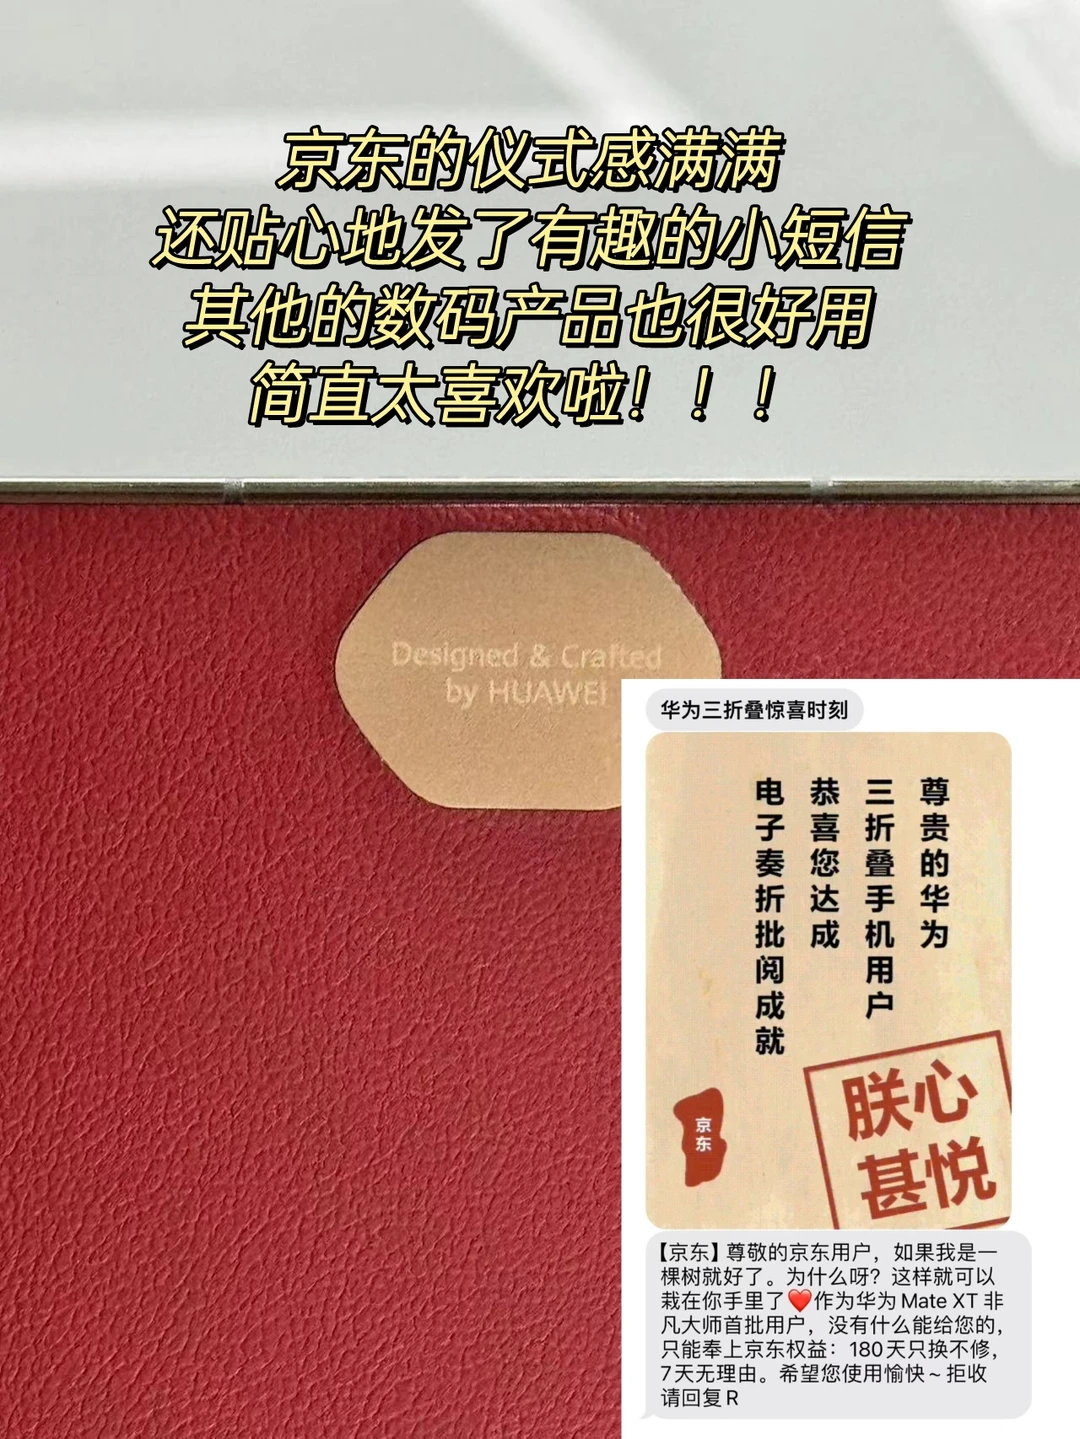 京东的仪式感满满
还贴心地发了有趣的小短信
其他的数码产品也很好用
简直太喜欢啦！！！
Designed & Crafted
by HUAWEI
华为三折叠惊喜时刻
尊贵的华为
三折叠手机用户
恭喜您达成
电子奏折批阅成就
京东
朕心
甚悦
【京东】尊敬的京东用户，如果我是一
棵树就好了。为什么呀？这样就可以
栽在你手里了❤️作为华为 Mate XT 非
凡大师首批用户，没有什么能给您的，
只能奉上京东权益：180天只换不修，
7天无理由。希望您使用愉快~拒收
请回复R